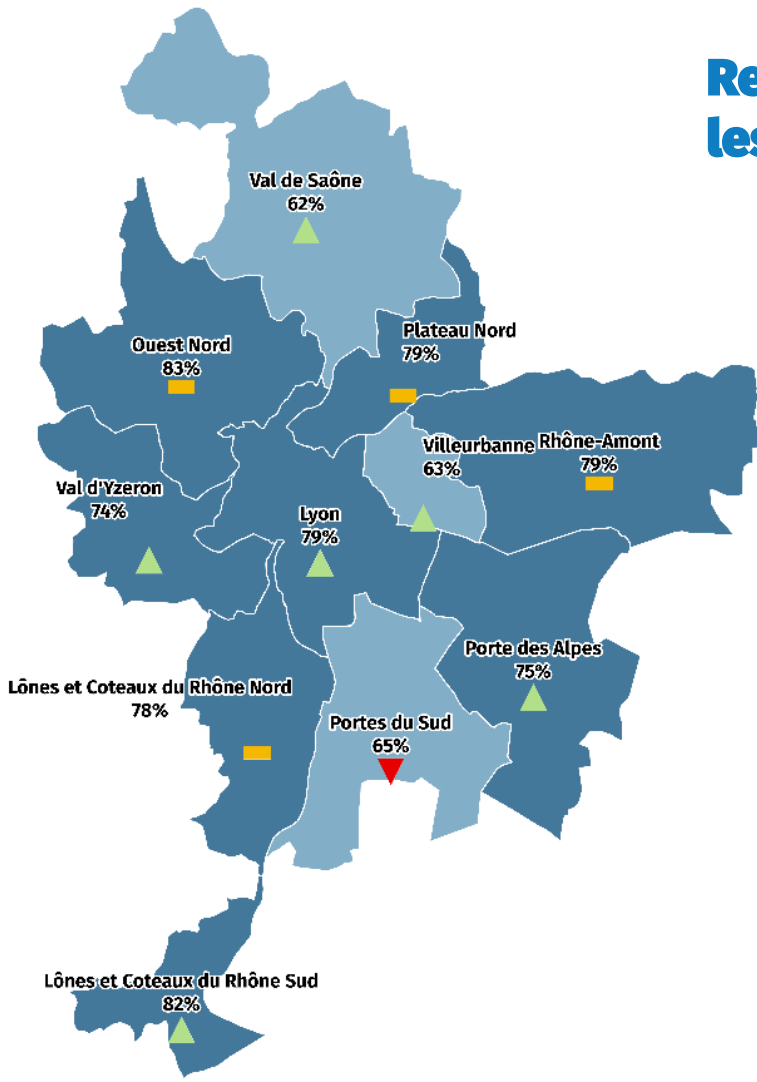 Re
les
Val de Saône
62%
Ouest Nord
83%
Plateau Nord
79%
Villeurbanne
63%
Rhône-Amont
79%
Val d'Yzeron
74%
Lyon
79%
Porte des Alpes
75%
Lônes et Coteaux du Rhône Nord
78%
Portes du Sud
65%
Lônes et Coteaux du Rhône Sud
82%